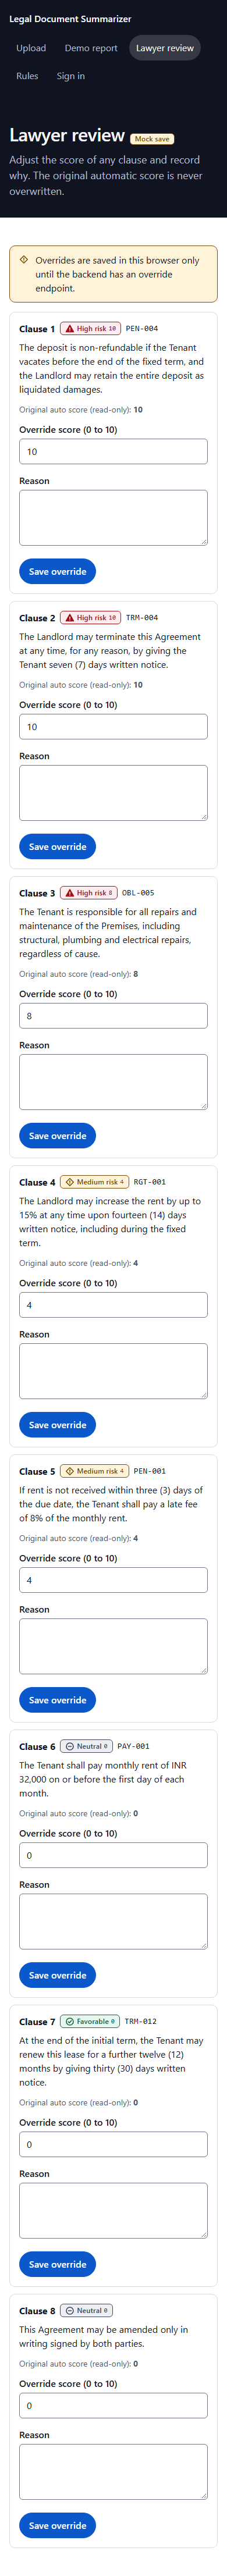 Legal Document Summarizer
Upload Demo report Lawyer review
Rules Sign in
Lawyer review Mock save
Adjust the score of any clause and record
why. The original automatic score is never
overwritten.
Overrides are saved in this browser only
until the backend has an override
endpoint.
Clause 1 High risk 10 PEN-004
The deposit is non-refundable if the Tenant
vacates before the end of the fixed term, and
the Landlord may retain the entire deposit as
liquidated damages.
Original auto score (read-only): 10
Override score (0 to 10)
10
Reason
Save override
Clause 2 High risk 10 TRM-004
The Landlord may terminate this Agreement
at any time, for any reason, by giving the
Tenant seven (7) days written notice.
Original auto score (read-only): 10
Override score (0 to 10)
10
Reason
Save override
Clause 3 High risk 8 OBL-005
The Tenant is responsible for all repairs and
maintenance of the Premises, including
structural, plumbing and electrical repairs,
regardless of cause.
Original auto score (read-only): 8
Override score (0 to 10)
8
Reason
Save override
Clause 4 Medium risk 4 RGT-001
The Landlord may increase the rent by up to
15% at any time upon fourteen (14) days
written notice, including during the fixed
term.
Original auto score (read-only): 4
Override score (0 to 10)
4
Reason
Save override
Clause 5 Medium risk 4 PEN-001
If rent is not received within three (3) days of
the due date, the Tenant shall pay a late fee
of 8% of the monthly rent.
Original auto score (read-only): 4
Override score (0 to 10)
4
Reason
Save override
Clause 6 Neutral 0 PAY-001
The Tenant shall pay monthly rent of INR
32,000 on or before the first day of each
month.
Original auto score (read-only): 0
Override score (0 to 10)
0
Reason
Save override
Clause 7 Favorable 0 TRM-012
At the end of the initial term, the Tenant may
renew this lease for a further twelve (12)
months by giving thirty (30) days written
notice.
Original auto score (read-only): 0
Override score (0 to 10)
0
Reason
Save override
Clause 8 Neutral 0
This Agreement may be amended only in
writing signed by both parties.
Original auto score (read-only): 0
Override score (0 to 10)
0
Reason
Save override